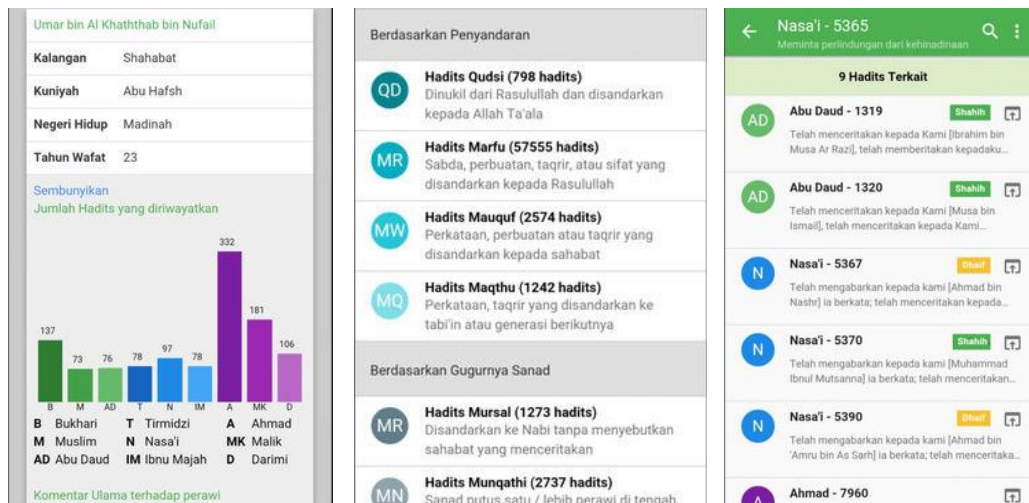 Umar bin Al Khaththab bin Nufail
Kalangan Shahabat
Kuniyah Abu Hafsh
Negeri Hidup Madinah
Tahun Wafat 23
Sembunyikan
Jumlah Hadits yang diriwayatkan
332
181
137
106
97
78
78
76
73
B M AD T N IM A MK D
B Bukhari T Tirmidzi A Ahmad
M Muslim N Nasa'i MK Malik
AD Abu Daud IM Ibnu Majah D Darimi
Komentar Ulama terhadap perawi
Berdasarkan Penyandaran
QD
Hadits Qudsi (798 hadits)
Dinukil dari Rasulullah dan disandarkan
kepada Allah Ta'ala
MR
Hadits Marfu (57555 hadits)
Sabda, perbuatan, taqrir, atau sifat yang
disandarkan kepada Rasulullah
MW
Hadits Mauquf (2574 hadits)
Perkataan, perbuatan atau taqrir yang
disandarkan kepada sahabat
MQ
Hadits Maqthu (1242 hadits)
Perkataan, taqrir yang disandarkan ke
tabi'in atau generasi berikutnya
Berdasarkan Gugurnya Sanad
MR
Hadits Mursal (1273 hadits)
Disandarkan ke Nabi tanpa menyebutkan
sahabat yang menceritakan
MN
Hadits Munqathi (2737 hadits)
Sanad putus satu / lebih perawi di tengah,
Nasa'i - 5365
Meminta perlindungan dari kehinadinaan
9 Hadits Terkait
AD
Abu Daud - 1319 Shahih
Telah menceritakan kepada Kami [Ibrahim bin
Musa Ar Razi], telah memberitakan kepadaku...
AD
Abu Daud - 1320 Shahih
Telah menceritakan kepada Kami [Musa bin
Ismail], telah menceritakan kepada Kami...
N
Nasa'i - 5367 Dhaif
Telah mengabarkan kepada kami [Ahmad bin
Nashr] ia berkata; telah menceritakan kepada...
N
Nasa'i - 5370 Shahih
Telah mengabarkan kepada kami [Muhammad
Ibnul Mutsanna] ia berkata; telah menceritakan...
N
Nasa'i - 5390 Dhaif
Telah mengabarkan kepada kami [Ahmad bin
'Amru bin As Sarh] ia berkata; telah menceritaka...
A
Ahmad - 7960